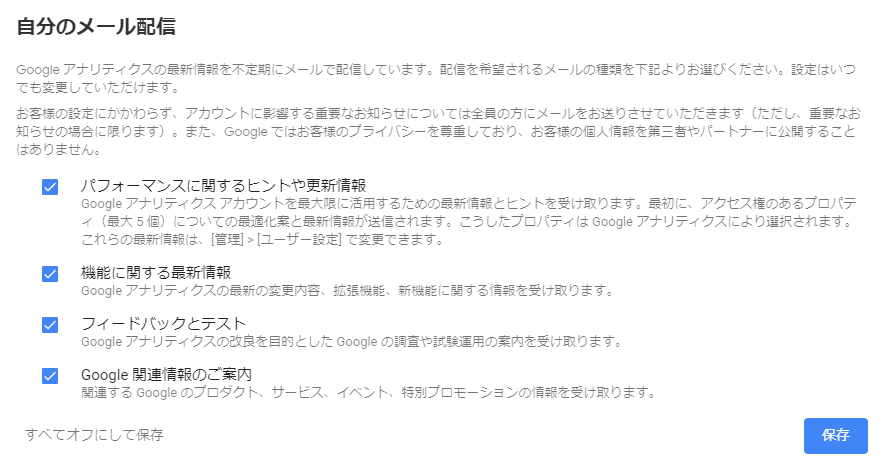 自分のメール配信
Google アナリティクスの最新情報を不定期にメールで配信しています。配信を希望されるメールの種類を下記よりお選びください。設定はいつ
でも変更していただけます。
お客様の設定にかかわらず、アカウントに影響する重要なお知らせについては全員の方にメールをお送りさせていただきます（ただし、重要なお
知らせの場合に限ります）。また、Google ではお客様のプライバシーを尊重しており、お客様の個人情報を第三者やパートナーに公開すること
はありません。
パフォーマンスに関するヒントや更新情報
Google アナリティクス アカウントを最大限に活用するための最新情報とヒントを受け取ります。最初に、アクセス権のあるプロパテ
ィ（最大 5 個）についての最適化案と最新情報が送信されます。こうしたプロパティは Google アナリティクスにより選択されます。
これらの最新情報は、[管理] > [ユーザー設定] で変更できます。
機能に関する最新情報
Google アナリティクスの最新の変更内容、拡張機能、新機能に関する情報を受け取ります。
フィードバックとテスト
Google アナリティクスの改良を目的とした Google の調査や試験運用の案内を受け取ります。
Google 関連情報のご案内
関連する Google のプロダクト、サービス、イベント、特別プロモーションの情報を受け取ります。
すべてオフにして保存
保存